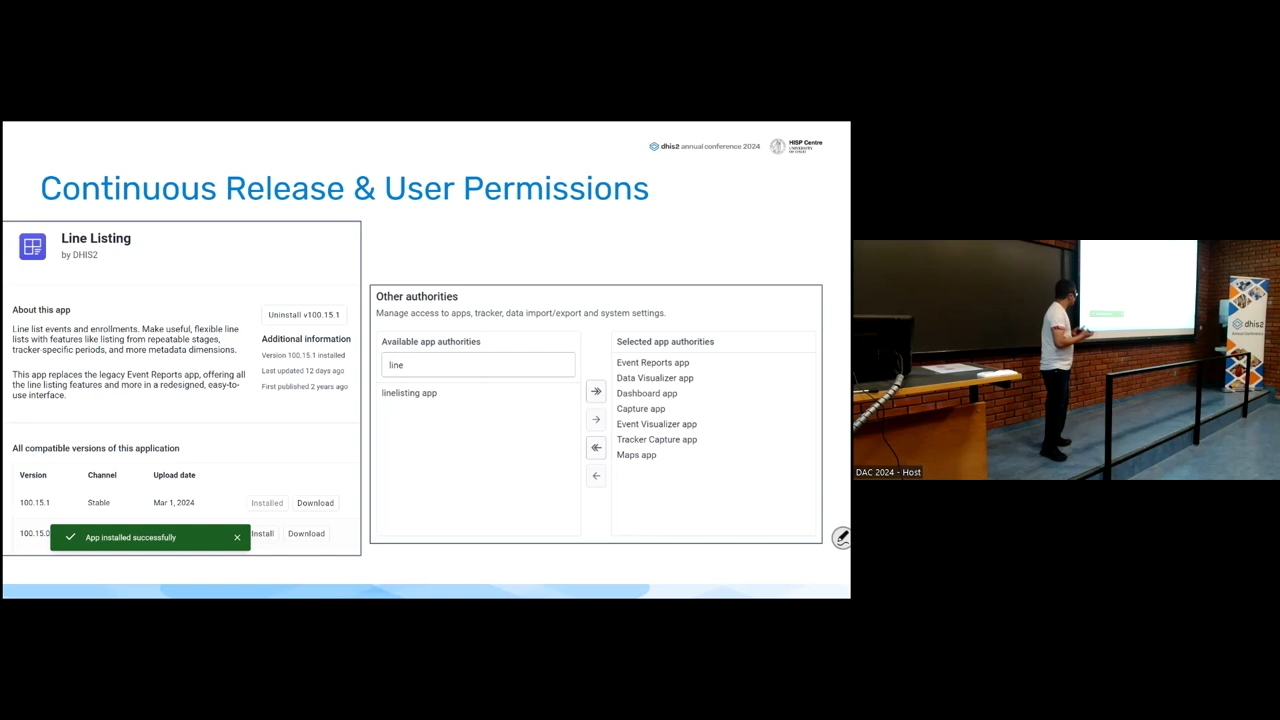 dhis2 annual conference 2024
HISP Centre
UNIVERSITY
OF OSLO
Continuous Release & User Permissions
Line Listing
by DHIS2
About this app
Line list events and enrollments. Make useful, flexible line
lists with features like listing from repeatable stages,
tracker-specific periods, and more metadata dimensions.
This app replaces the legacy Event Reports app, offering all
the line listing features and more in a redesigned, easy-to-
use interface.
Uninstall v100.15.1
Additional information
Version 100.15.1 installed
Last updated 12 days ago
First published 2 years ago
All compatible versions of this application
Version Channel Upload date
100.15.1 Stable Mar 1, 2024 Installed Download
100.15.0 Install Download
App installed successfully
Other authorities
Manage access to apps, tracker, data import/export and system settings.
Available app authorities
line
linelisting app
Selected app authorities
Event Reports app
Data Visualizer app
Dashboard app
Capture app
Event Visualizer app
Tracker Capture app
Maps app
dhis2
Annual Conference
DAC 2024 - Host